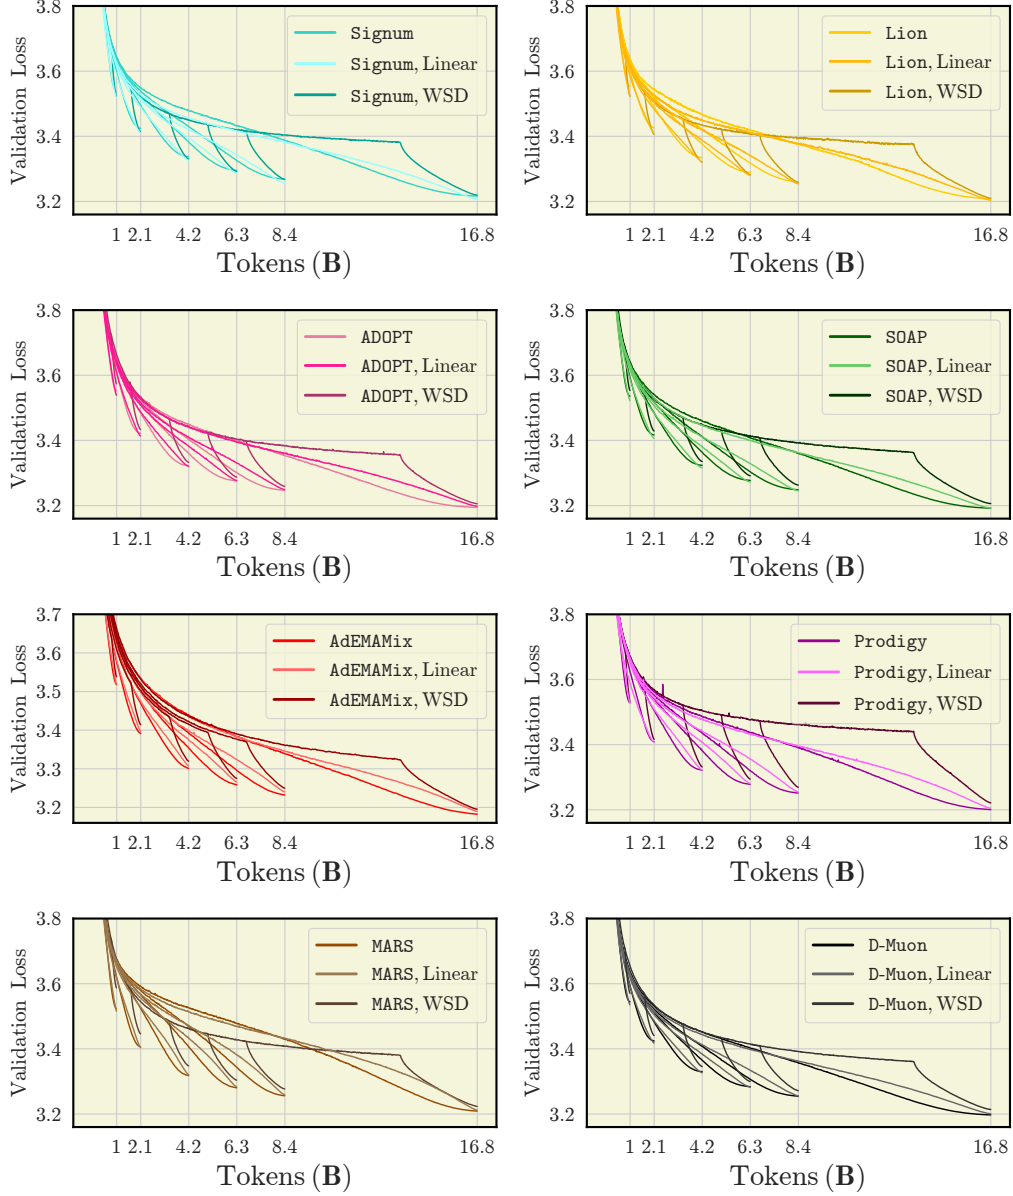 3.8
3.6
3.4
3.2
Validation Loss
Signum
Signum, Linear
Signum, WSD
1 2.1 4.2 6.3 8.4 16.8
Tokens (B)
3.8
3.6
3.4
3.2
Validation Loss
Lion
Lion, Linear
Lion, WSD
1 2.1 4.2 6.3 8.4 16.8
Tokens (B)
3.8
3.6
3.4
3.2
Validation Loss
ADOPT
ADOPT, Linear
ADOPT, WSD
1 2.1 4.2 6.3 8.4 16.8
Tokens (B)
3.8
3.6
3.4
3.2
Validation Loss
SOAP
SOAP, Linear
SOAP, WSD
1 2.1 4.2 6.3 8.4 16.8
Tokens (B)
3.7
3.6
3.5
3.4
3.3
3.2
Validation Loss
AdEMAMix
AdEMAMix, Linear
AdEMAMix, WSD
1 2.1 4.2 6.3 8.4 16.8
Tokens (B)
3.8
3.6
3.4
3.2
Validation Loss
Prodigy
Prodigy, Linear
Prodigy, WSD
1 2.1 4.2 6.3 8.4 16.8
Tokens (B)
3.8
3.6
3.4
3.2
Validation Loss
MARS
MARS, Linear
MARS, WSD
1 2.1 4.2 6.3 8.4 16.8
Tokens (B)
3.8
3.6
3.4
3.2
Validation Loss
D-Muon
D-Muon, Linear
D-Muon, WSD
1 2.1 4.2 6.3 8.4 16.8
Tokens (B)